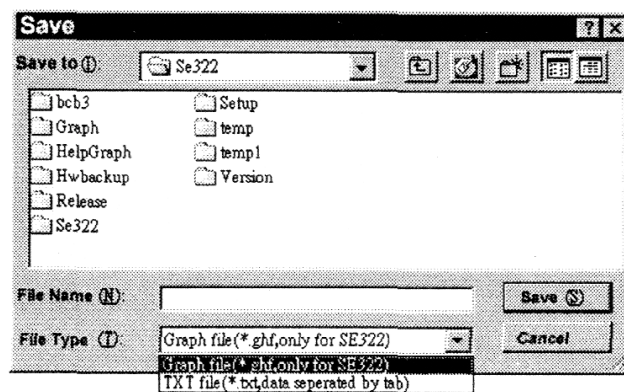 Save
Save to (I): Se322
bcb3
Graph
HelpGraph
Hwbackup
Release
Se322
Setup
temp
temp1
Version
File Name (N): Save (S)
File Type (T): Graph file(*.ghf,only for SE322) Cancel
Graph file(*.ghf,only for SE322)
TXT file(*.txt,data seperated by tab)